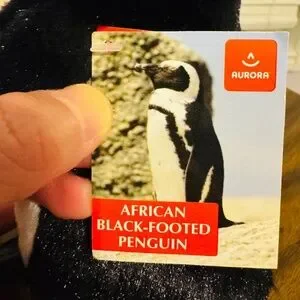 AURORA
AFRICAN
BLACK-FOOTED
PENGUIN